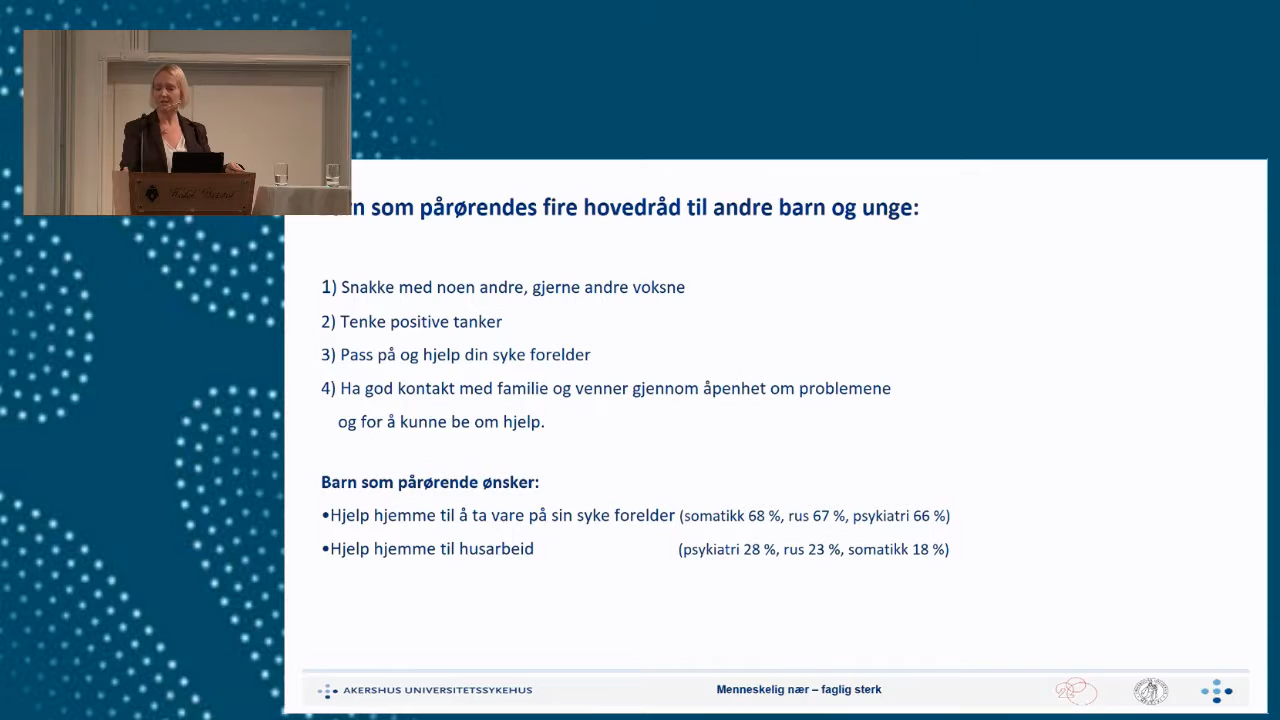 som pårørendes fire hovedråd til andre barn og unge:
1) Snakke med noen andre, gjerne andre voksne
2) Tenke positive tanker
3) Pass på og hjelp din syke forelder
4) Ha god kontakt med familie og venner gjennom åpenhet om problemene
og for å kunne be om hjelp.
Barn som pårørende ønsker:
•Hjelp hjemme til å ta vare på sin syke forelder (somatikk 68 %, rus 67 %, psykiatri 66 %)
•Hjelp hjemme til husarbeid (psykiatri 28 %, rus 23 %, somatikk 18 %)
AKERSHUS UNIVERSITETSSYKEHUS
Menneskelig nær – faglig sterk